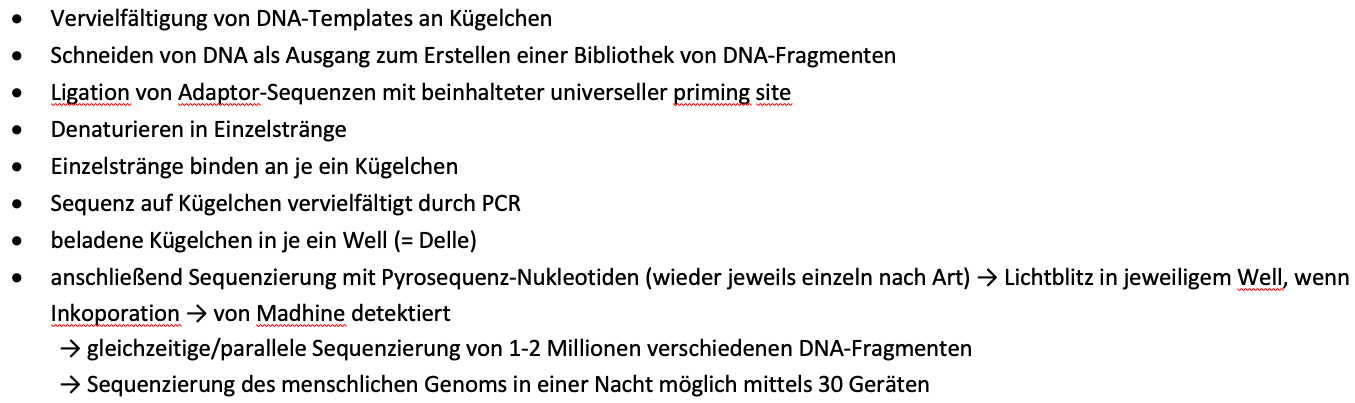 • Vervielfältigung von DNA-Templates an Kügelchen
• Schneiden von DNA als Ausgang zum Erstellen einer Bibliothek von DNA-Fragmenten
• Ligation von Adaptor-Sequenzen mit beinhalteter universeller priming site
• Denaturieren in Einzelstränge
• Einzelstränge binden an je ein Kügelchen
• Sequenz auf Kügelchen vervielfältigt durch PCR
• beladene Kügelchen in je ein Well (= Delle)
• anschließend Sequenzierung mit Pyrosequenz-Nukleotiden (wieder jeweils einzeln nach Art) → Lichtblitz in jeweiligem Well, wenn
Inkoporation → von Madhine detektiert
→ gleichzeitige/parallele Sequenzierung von 1-2 Millionen verschiedenen DNA-Fragmenten
→ Sequenzierung des menschlichen Genoms in einer Nacht möglich mittels 30 Geräten